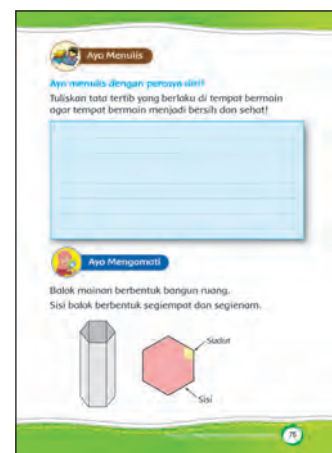 Ayo Menulis
Ayo menulis dengan percaya diri!
Tuliskan tata tertib yang berlaku di tempat bermain
agar tempat bermain menjadi bersih dan sehat!
Ayo Mengamati
Balok mainan berbentuk bangun ruang.
Sisi balok berbentuk segiempat dan segienam.
Sudut
Sisi
75